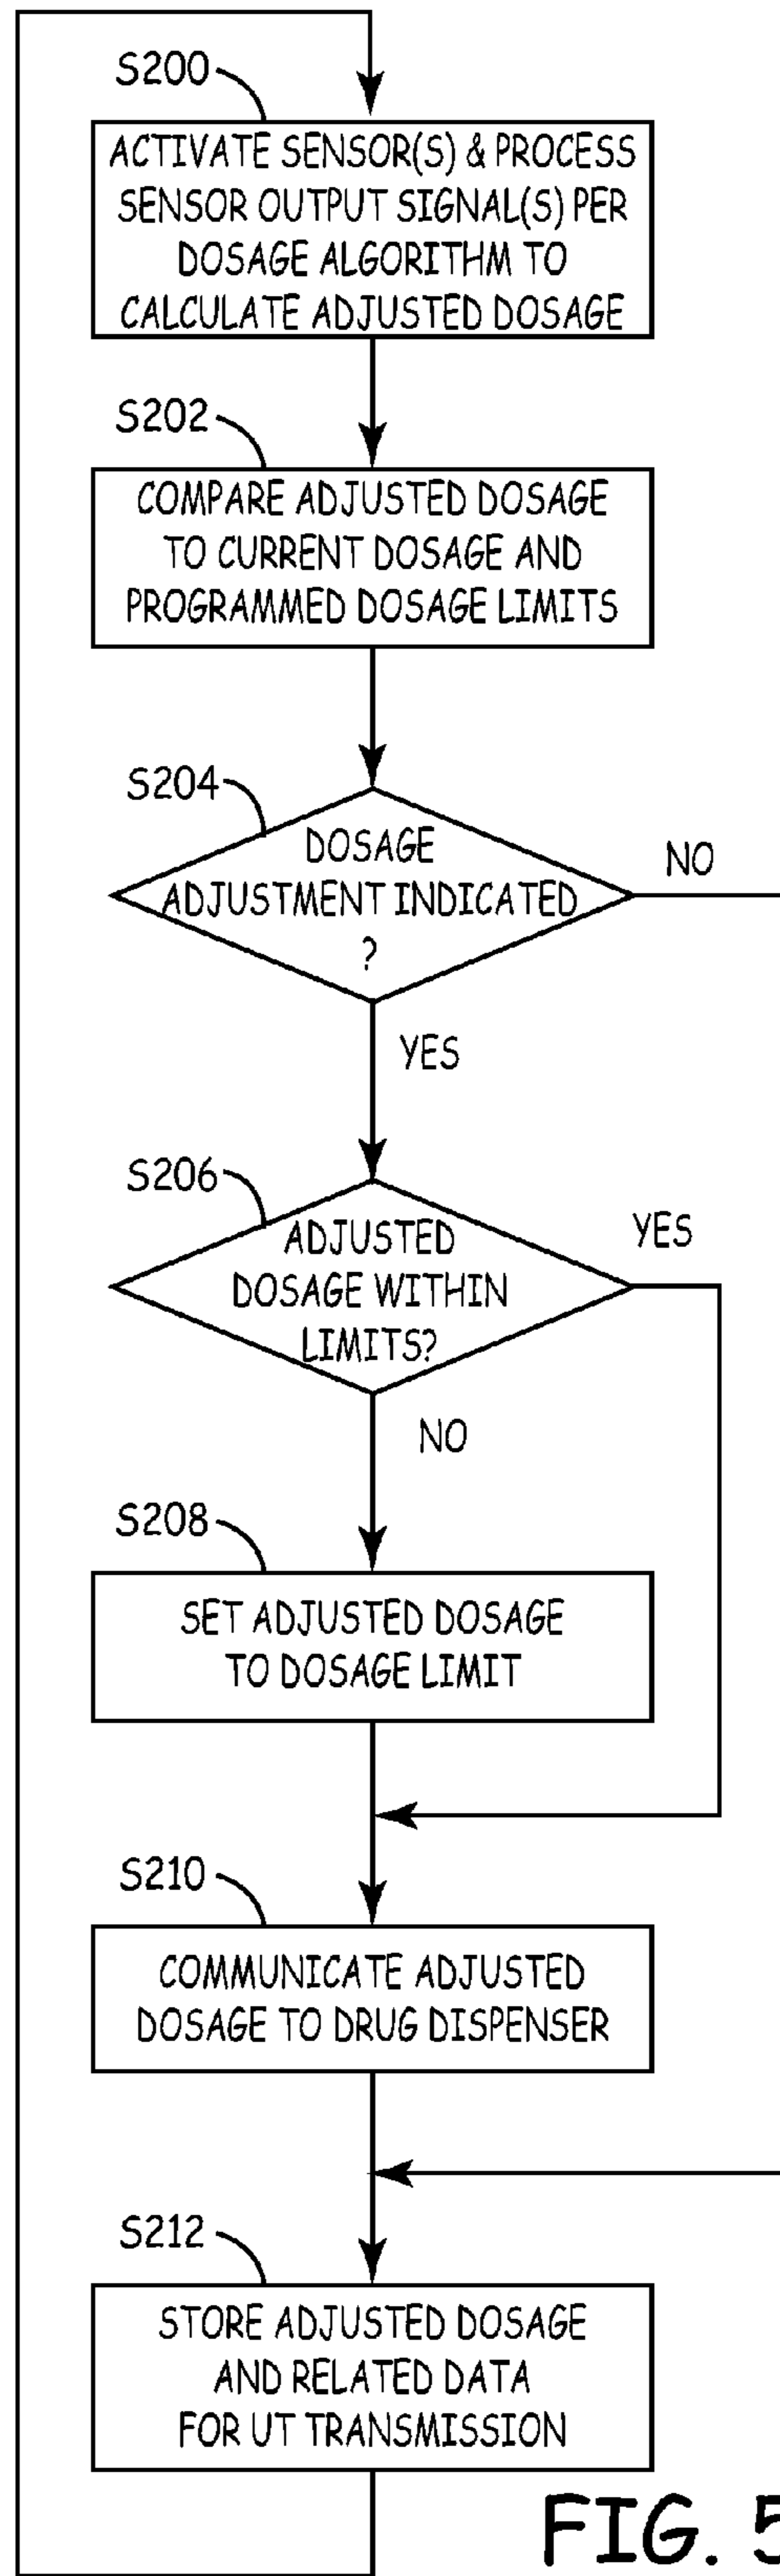 S200
ACTIVATE SENSOR(S) & PROCESS
SENSOR OUTPUT SIGNAL(S) PER
DOSAGE ALGORITHM TO
CALCULATE ADJUSTED DOSAGE
S202
COMPARE ADJUSTED DOSAGE
TO CURRENT DOSAGE AND
PROGRAMMED DOSAGE LIMITS
S204
DOSAGE
ADJUSTMENT INDICATED
?
NO
YES
S206
ADJUSTED
DOSAGE WITHIN
LIMITS?
YES
NO
S208
SET ADJUSTED DOSAGE
TO DOSAGE LIMIT
S210
COMMUNICATE ADJUSTED
DOSAGE TO DRUG DISPENSER
S212
STORE ADJUSTED DOSAGE
AND RELATED DATA
FOR UT TRANSMISSION
FIG. 5